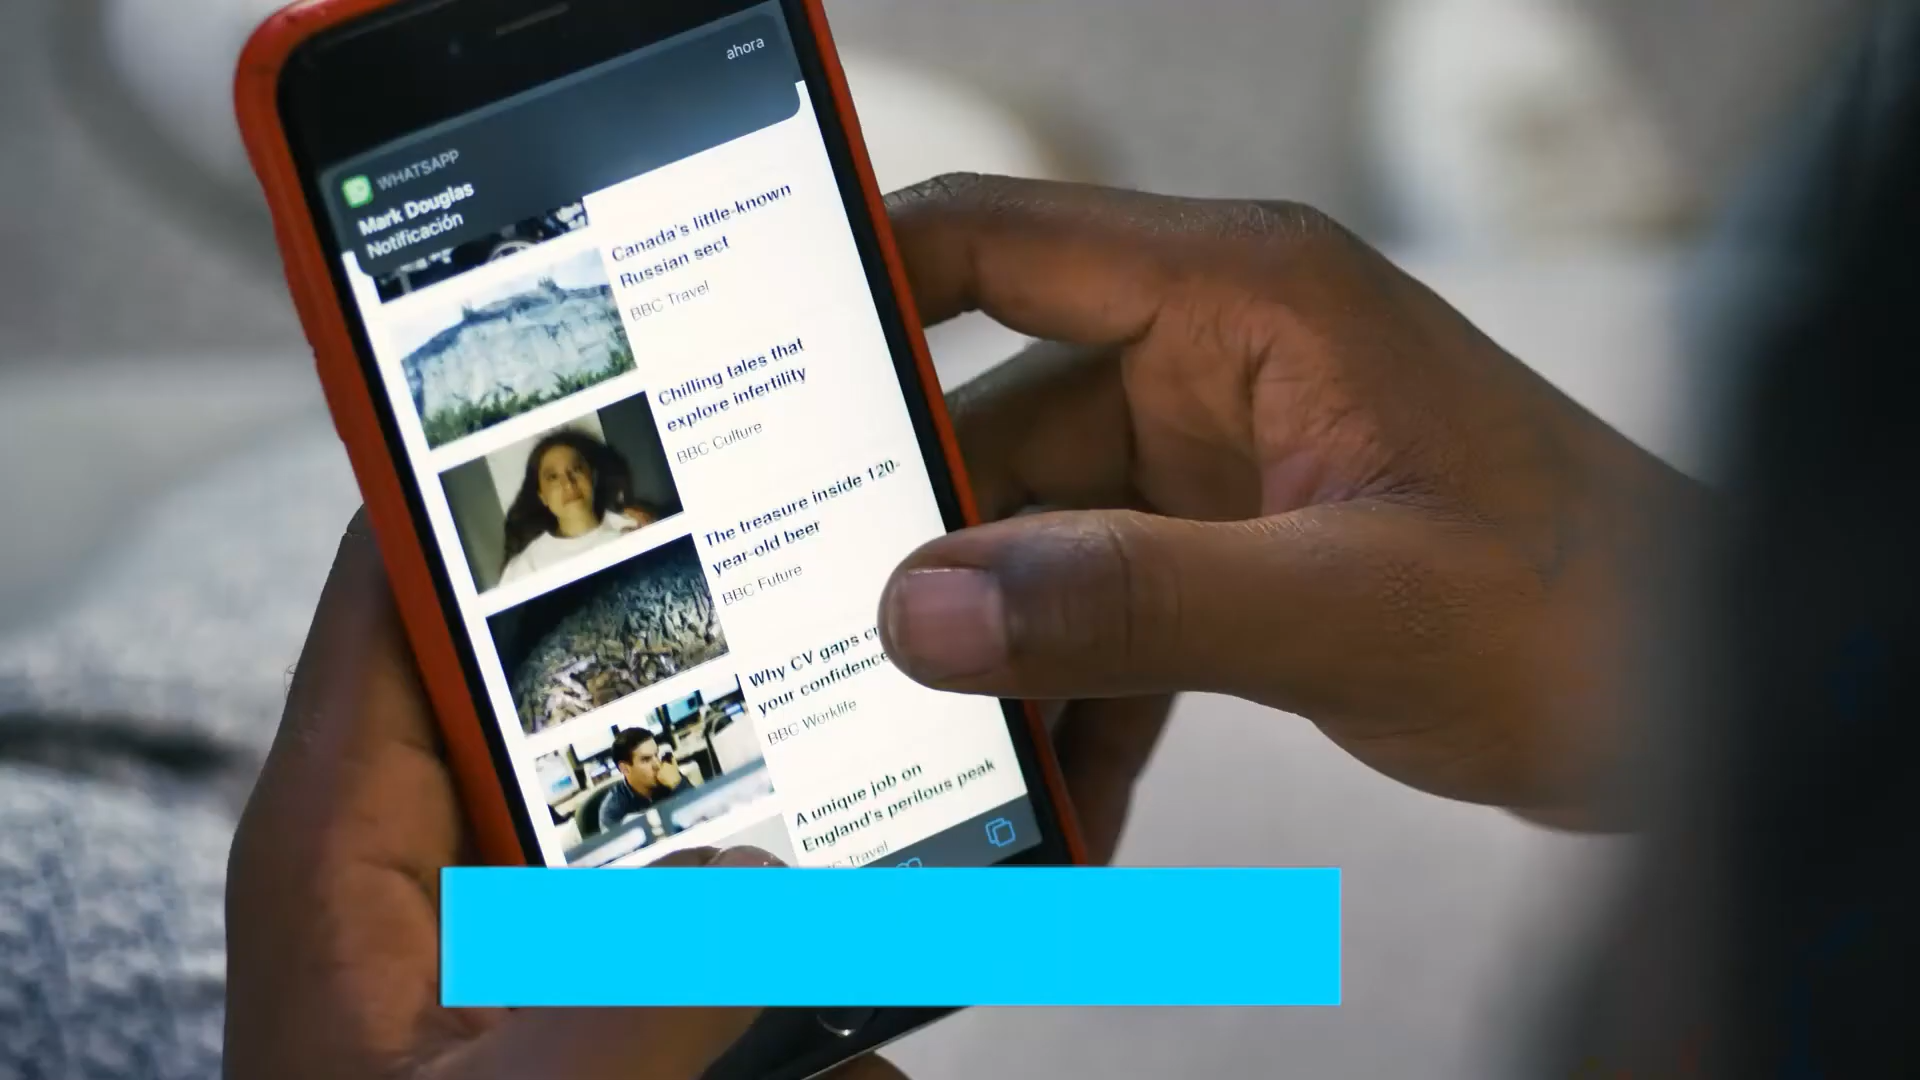 ahora
WHATSAPP
Mark Douglas
Notificación
Canada's little-known
Russian sect
BBC Travel
Chilling tales that
explore infertility
BBC Culture
The treasure inside 120-
year-old beer
BBC Future
Why CV gaps
your confidence
BBC Worklife
A unique job on
England's perilous peak
Travel